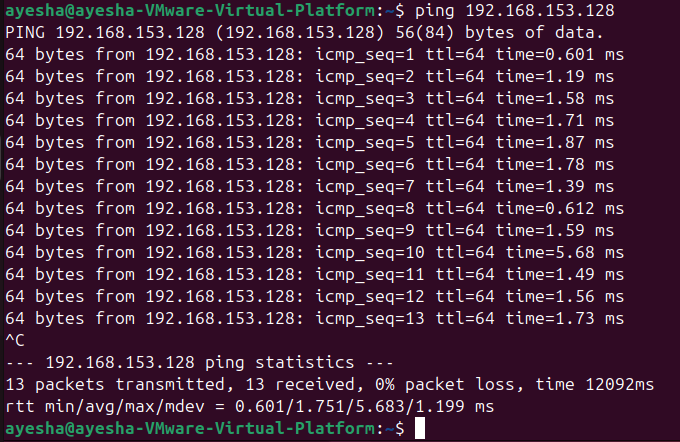 ayesha@ayesha-VMware-Virtual-Platform:~$ ping 192.168.153.128
PING 192.168.153.128 (192.168.153.128) 56(84) bytes of data.
64 bytes from 192.168.153.128: icmp_seq=1 ttl=64 time=0.601 ms
64 bytes from 192.168.153.128: icmp_seq=2 ttl=64 time=1.19 ms
64 bytes from 192.168.153.128: icmp_seq=3 ttl=64 time=1.58 ms
64 bytes from 192.168.153.128: icmp_seq=4 ttl=64 time=1.71 ms
64 bytes from 192.168.153.128: icmp_seq=5 ttl=64 time=1.87 ms
64 bytes from 192.168.153.128: icmp_seq=6 ttl=64 time=1.78 ms
64 bytes from 192.168.153.128: icmp_seq=7 ttl=64 time=1.39 ms
64 bytes from 192.168.153.128: icmp_seq=8 ttl=64 time=0.612 ms
64 bytes from 192.168.153.128: icmp_seq=9 ttl=64 time=1.59 ms
64 bytes from 192.168.153.128: icmp_seq=10 ttl=64 time=5.68 ms
64 bytes from 192.168.153.128: icmp_seq=11 ttl=64 time=1.49 ms
64 bytes from 192.168.153.128: icmp_seq=12 ttl=64 time=1.56 ms
64 bytes from 192.168.153.128: icmp_seq=13 ttl=64 time=1.73 ms
^C
--- 192.168.153.128 ping statistics ---
13 packets transmitted, 13 received, 0% packet loss, time 12092ms
rtt min/avg/max/mdev = 0.601/1.751/5.683/1.199 ms
ayesha@ayesha-VMware-Virtual-Platform:~$